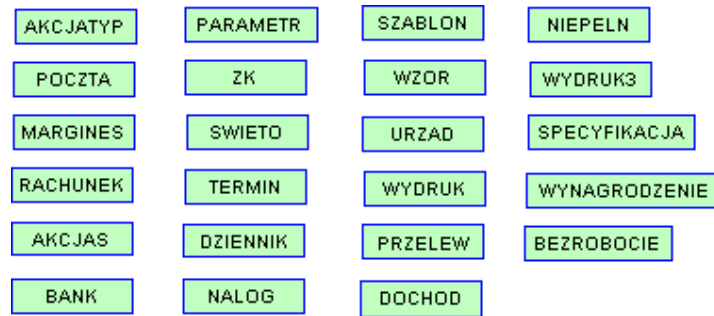 AKCJATYP PARAMETR SZABLON NIEPELN
POCZTA ZK WZOR WYDRUK3
MARGINES SWIETO URZAD SPECYFIKACJA
RACHUNEK TERMIN WYDRUK WYNAGRODZENIE
AKCJAS DZIENNIK PRZELEW BEZROBOCIE
BANK NALOG DOCHOD